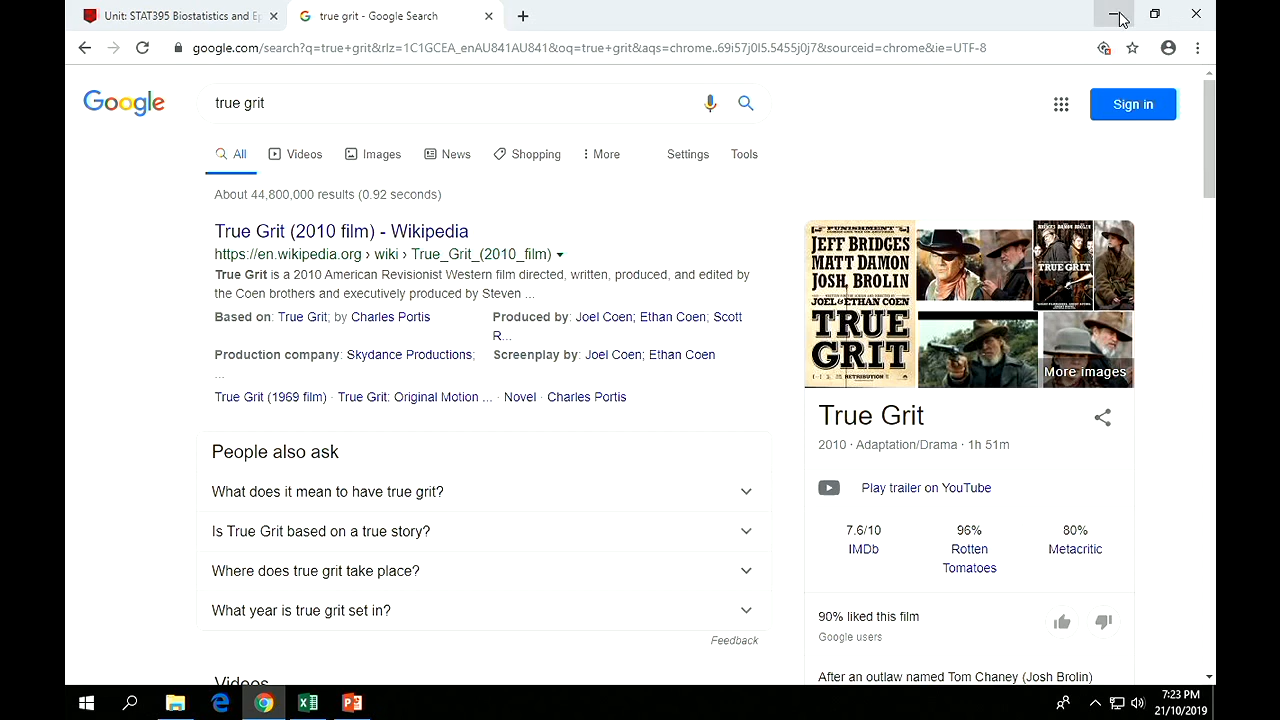 Unit: STAT395 Biostatistics and Ep
true grit - Google Search
google.com/search?q=true+grit&rlz=1C1GCEA_enAU841AU841&oq=true+grit&aqs=chrome..69i57j0l5.5455j0j7&sourceid=chrome&ie=UTF-8
Google
true grit
Sign in
All Videos Images News Shopping More Settings Tools
About 44,800,000 results (0.92 seconds)
True Grit (2010 film) - Wikipedia
https://en.wikipedia.org › wiki › True_Grit_(2010_film)
True Grit is a 2010 American Revisionist Western film directed, written, produced, and edited by
the Coen brothers and executively produced by Steven ...
Based on: True Grit; by Charles Portis
Produced by: Joel Coen; Ethan Coen; Scott
R...
Production company: Skydance Productions;
...
Screenplay by: Joel Coen; Ethan Coen
True Grit (1969 film) · True Grit: Original Motion ... · Novel · Charles Portis
People also ask
What does it mean to have true grit?
Is True Grit based on a true story?
Where does true grit take place?
What year is true grit set in?
Feedback
Videos
PUNISHMENT
JEFF BRIDGES
MATT DAMON
JOSH BROLIN
JOEL & ETHAN COEN
TRUE
GRIT
RETRIBUTION
TRUE GRIT
More images
True Grit
2010 · Adaptation/Drama · 1h 51m
Play trailer on YouTube
7.6/10 96% 80%
IMDb Rotten Metacritic
Tomatoes
90% liked this film
Google users
After an outlaw named Tom Chaney (Josh Brolin)
7:23 PM
21/10/2019